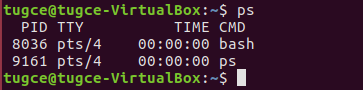 tugce@tugce-VirtualBox:~$ ps
    PID TTY          TIME CMD
   8036 pts/4    00:00:00 bash
   9161 pts/4    00:00:00 ps
tugce@tugce-VirtualBox:~$